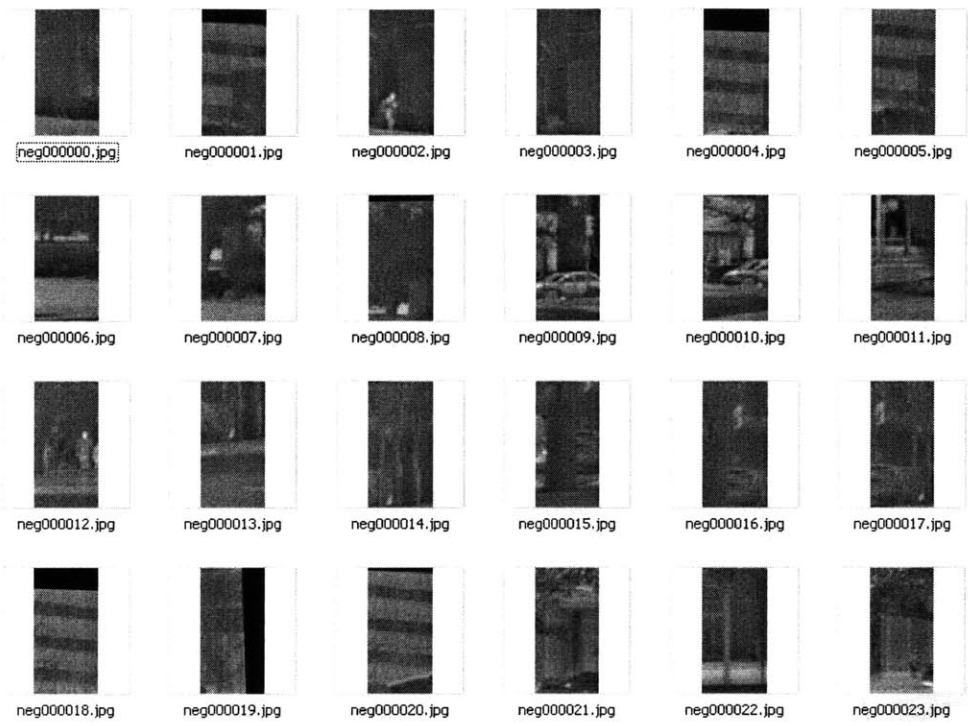 neg000000.jpg neg000001.jpg neg000002.jpg neg000003.jpg neg000004.jpg neg000005.jpg
neg000006.jpg neg000007.jpg neg000008.jpg neg000009.jpg neg000010.jpg neg000011.jpg
neg000012.jpg neg000013.jpg neg000014.jpg neg000015.jpg neg000016.jpg neg000017.jpg
neg000018.jpg neg000019.jpg neg000020.jpg neg000021.jpg neg000022.jpg neg000023.jpg